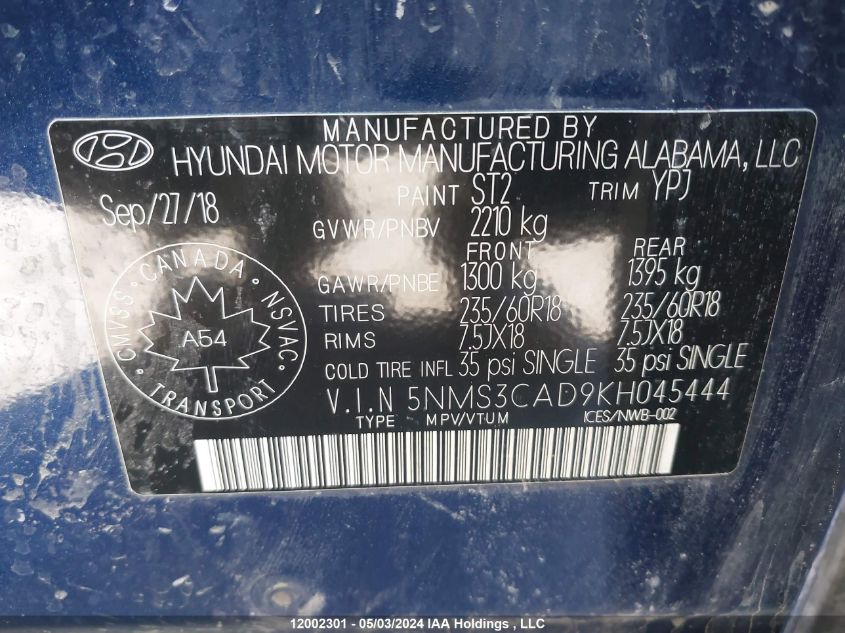 MANUFACTURED BY
HYUNDAI MOTOR MANUFACTURING ALABAMA, LLC
Sep/27/18
PAINT ST2 TRIM YPJ
GVWR/PNBV 2210 kg
FRONT REAR
GAWR/PNBE 1300 kg 1395 kg
TIRES 235/60R18 235/60R18
RIMS 7.5JX18 7.5JX18
COLD TIRE INFL 35 psi SINGLE 35 psi SINGLE
V.I.N 5NMS3CAD9KH045444
TYPE MPV/VTUM ICES/NWB-002
CANADA
CMVSS NSVAC
A54
TRANSPORT
12002301 - 05/03/2024 IAA Holdings , LLC